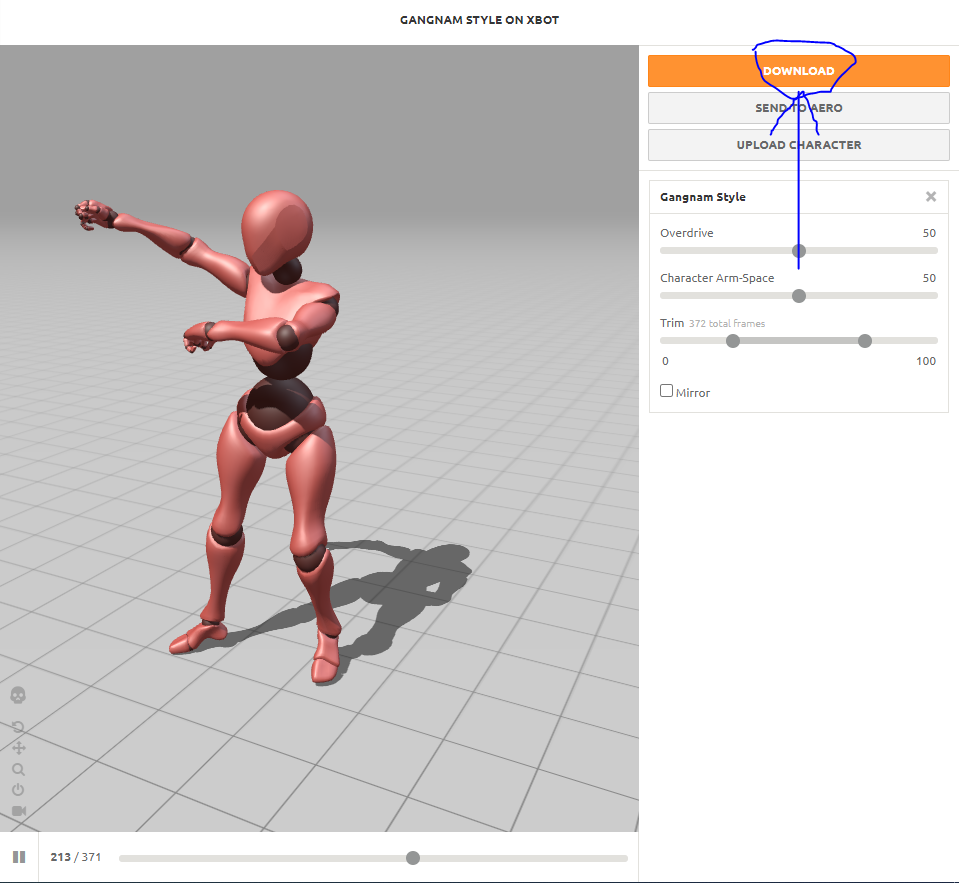 GANGNAM STYLE ON XBOT
DOWNLOAD
SEND TO AERO
UPLOAD CHARACTER
Gangnam Style
Overdrive 50
Character Arm-Space 50
Trim 372 total frames
0 100
Mirror
213 / 371